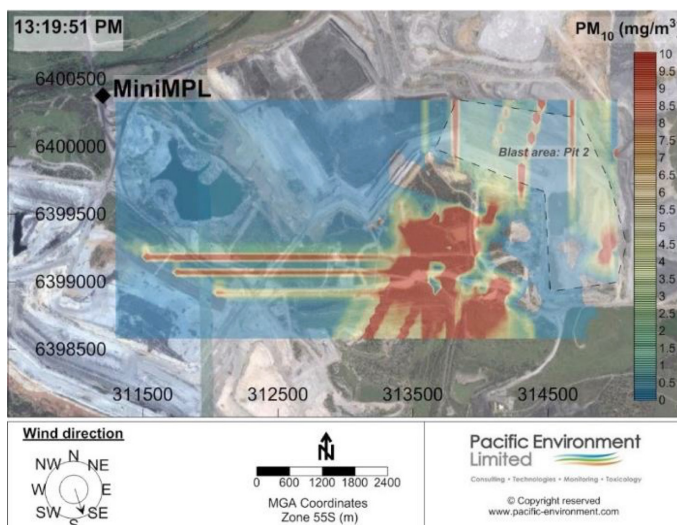 13:19:51 PM
PM10 (mg/m3
6400500
MiniMPL
6400000
Blast area: Pit 2
6399500
6399000
6398500
10
9.5
9
8.5
8
7.5
7
6.5
6
5.5
5
4.5
4
3.5
3
2.5
2
1.5
1
0.5
0
311500 312500 313500 314500
Wind direction
N
NW NE
W E
SW SE
S
N
0 600 1200 1800 2400
MGA Coordinates
Zone 55S (m)
Pacific Environment
Limited
Consulting • Technologies • Monitoring • Toxicology
© Copyright reserved
www.pacific-environment.com